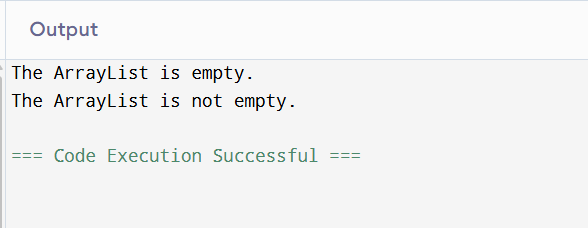 Output
The ArrayList is empty.
The ArrayList is not empty.
=== Code Execution Successful ===